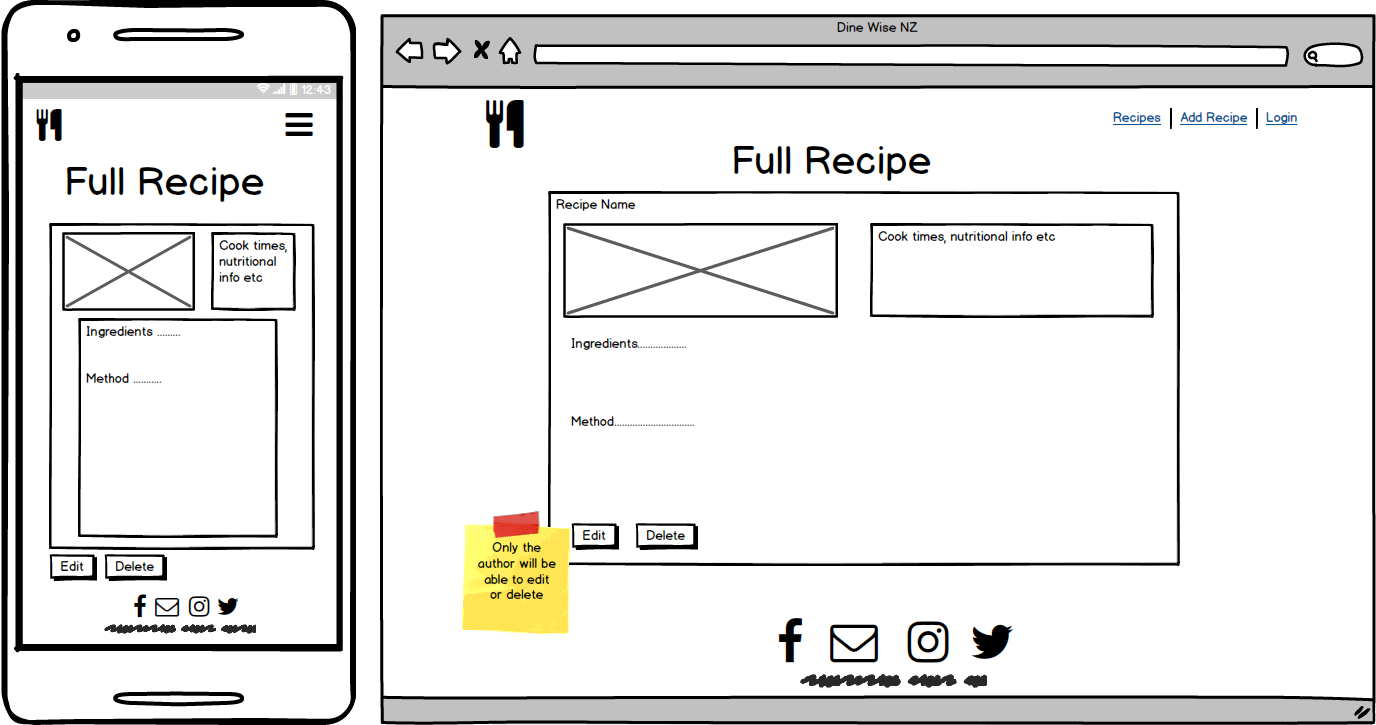 12:43
Full Recipe
Cook times,
nutritional
info etc
Ingredients .........
Method ...........
Edit
Delete
Dine Wise NZ
Recipes
Add Recipe
Login
Full Recipe
Recipe Name
Cook times, nutritional info etc
Ingredients...................
Method..............................
Edit
Delete
Only the
author will be
able to edit
or delete